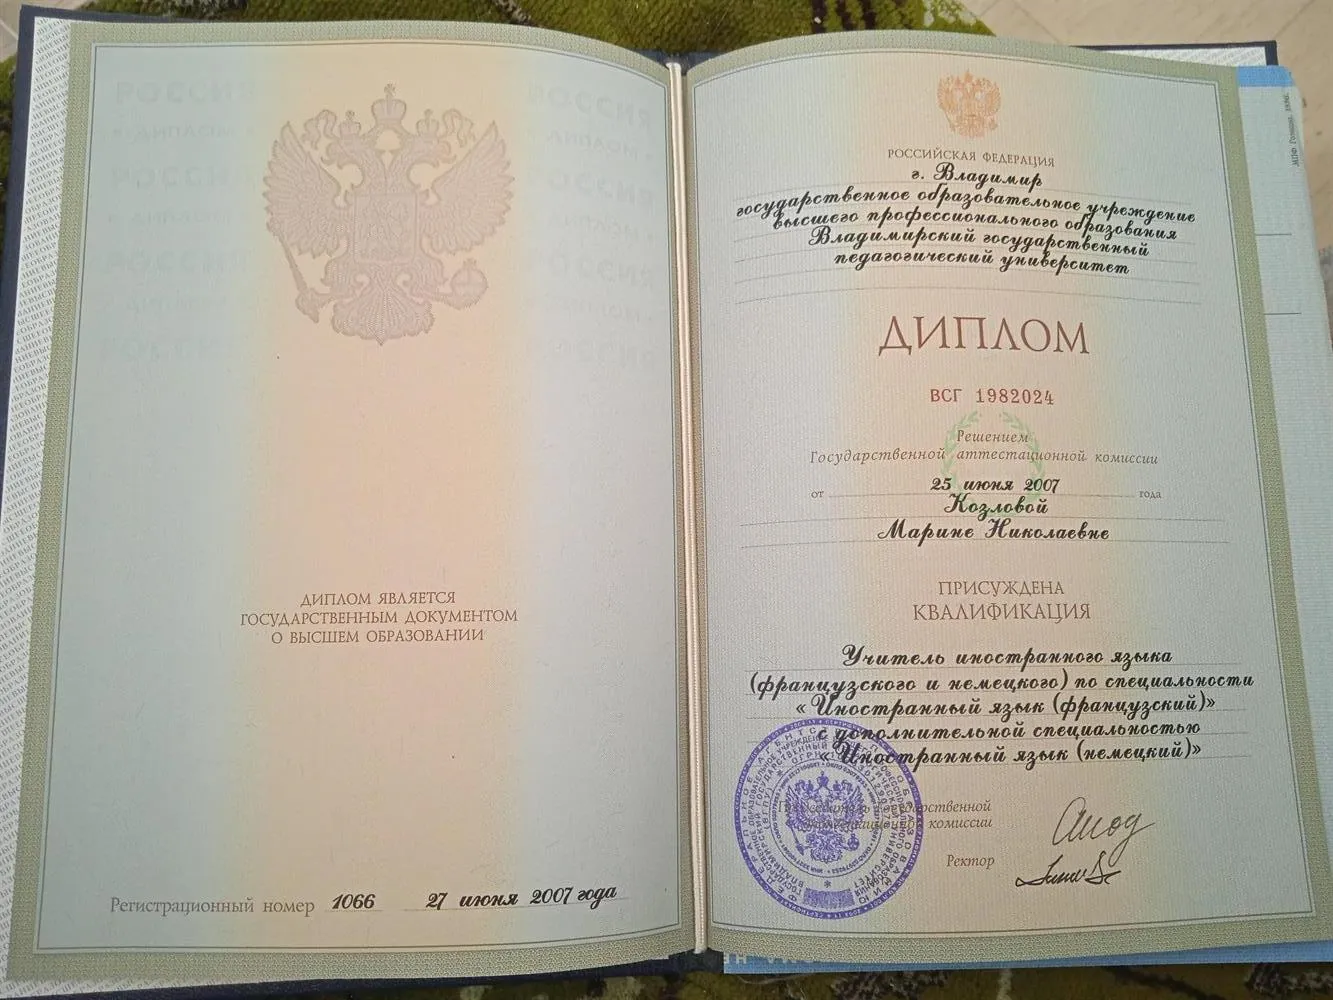 ДИПЛОМ ЯВЛЯЕТСЯ
ГОСУДАРСТВЕННЫМ ДОКУМЕНТОМ
О ВЫСШЕМ ОБРАЗОВАНИИ
Регистрационный номер 1066 27 июня 2007 года
РОССИЙСКАЯ ФЕДЕРАЦИЯ
г. Владимир
государственное образовательное учреждение
высшего профессионального образования
Владимирский государственный
педагогический университет
ДИПЛОМ
ВСГ 1982024
Решением
Государственной аттестационной комиссии
от 25 июня 2007 года
Козловой
Марине Николаевне
ПРИСУЖДЕНА
КВАЛИФИКАЦИЯ
Учитель иностранного языка
(французского и немецкого) по специальности
«Иностранный язык (французский)»
с дополнительной специальностью
«Иностранный язык (немецкий)»
Председатель Государственной
аттестационной комиссии
Ректор